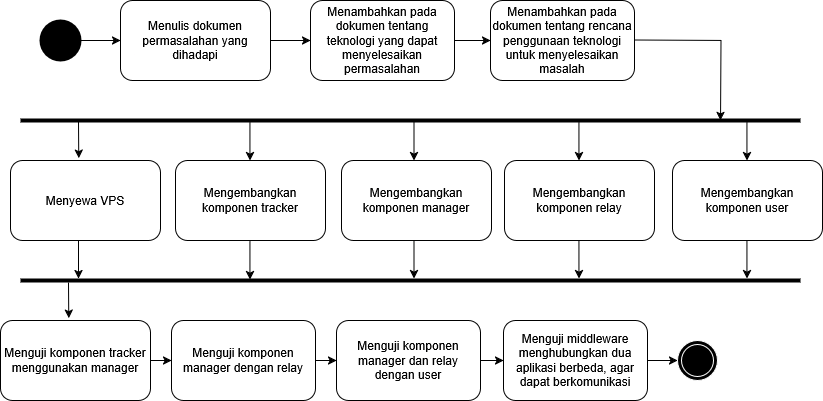 Menulis dokumen
permasalahan yang
dihadapi
Menambahkan pada
dokumen tentang
teknologi yang dapat
menyelesaikan
permasalahan
Menambahkan pada
dokumen tentang rencana
penggunaan teknologi
untuk menyelesaikan
masalah
Menyewa VPS
Mengembangkan
komponen tracker
Mengembangkan
komponen manager
Mengembangkan
komponen relay
Mengembangkan
komponen user
Menguji komponen tracker
menggunakan manager
Menguji komponen
manager dengan relay
Menguji komponen
manager dan relay
dengan user
Menguji middleware
menghubungkan dua
aplikasi berbeda, agar
dapat berkomunikasi